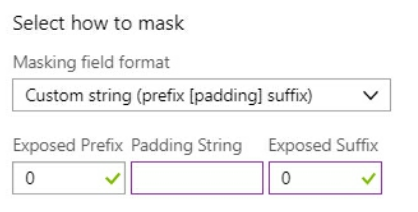 Select how to mask
Masking field format
Custom string (prefix [padding] suffix)
Exposed Prefix Padding String Exposed Suffix
0 0